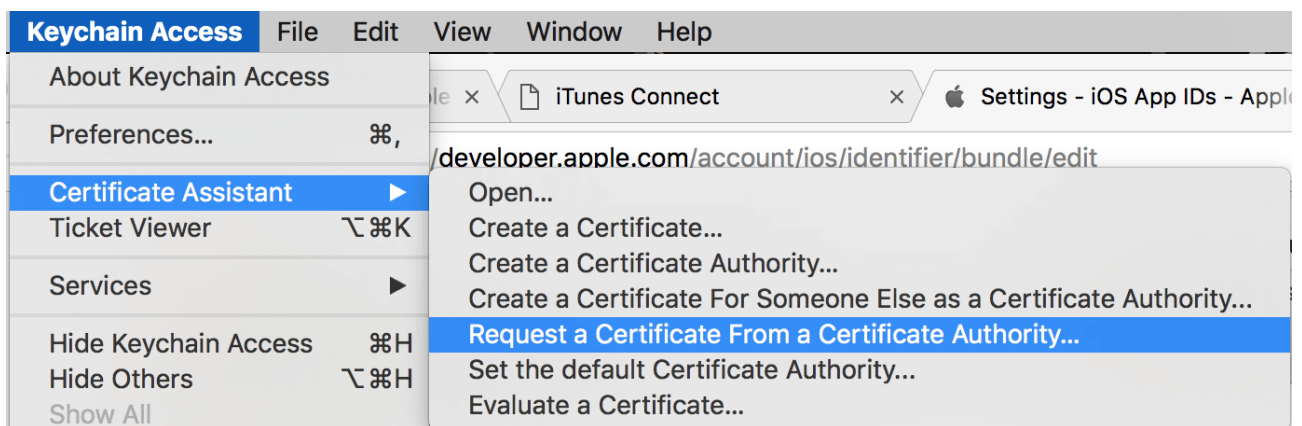 Keychain Access File Edit View Window Help
About Keychain Access
iTunes Connect Settings - iOS App IDs - Apple
Preferences... ⌘,
/developer.apple.com/account/ios/identifier/bundle/edit
Certificate Assistant ▶
Open...
Ticket Viewer ⌥⌘K
Create a Certificate...
Create a Certificate Authority...
Services ▶
Create a Certificate For Someone Else as a Certificate Authority...
Request a Certificate From a Certificate Authority...
Hide Keychain Access ⌘H
Set the default Certificate Authority...
Hide Others ⌥⌘H
Evaluate a Certificate...
Show All